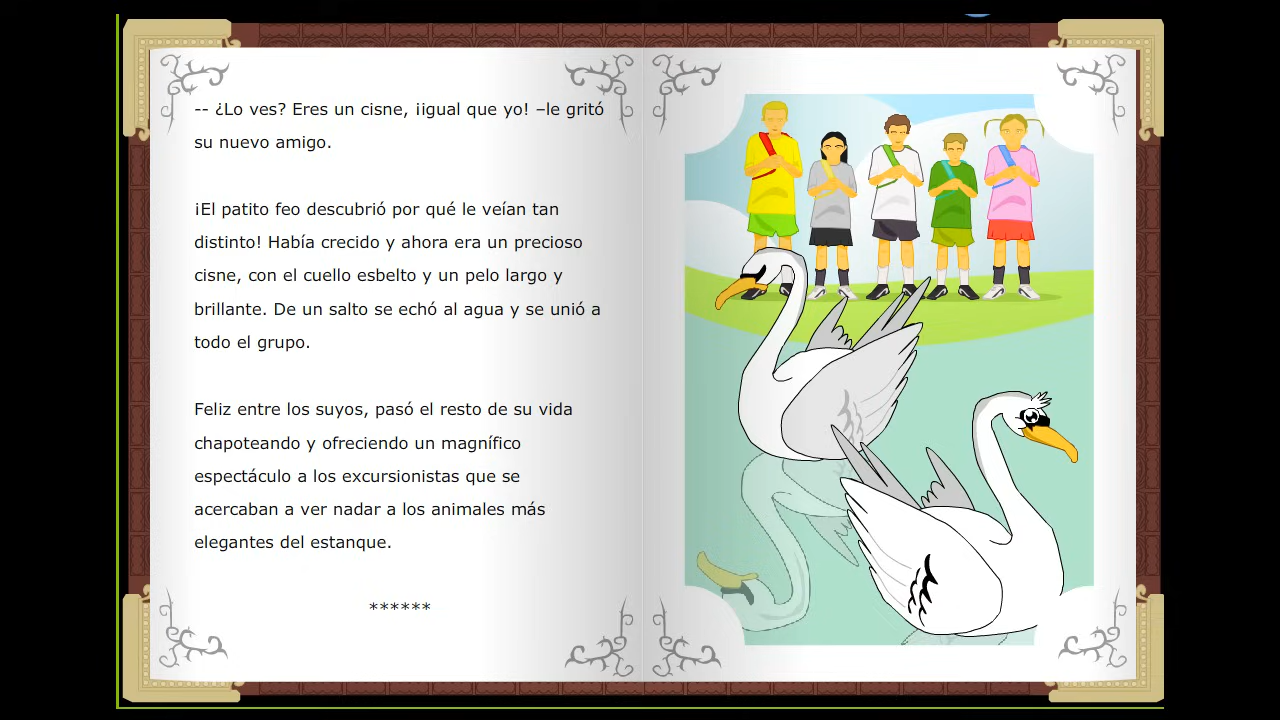 -- ¿Lo ves? Eres un cisne, ¡igual que yo! –le gritó
su nuevo amigo.
¡El patito feo descubrió por qué le veían tan
distinto! Había crecido y ahora era un precioso
cisne, con el cuello esbelto y un pelo largo y
brillante. De un salto se echó al agua y se unió a
todo el grupo.
Feliz entre los suyos, pasó el resto de su vida
chapoteando y ofreciendo un magnífico
espectáculo a los excursionistas que se
acercaban a ver nadar a los animales más
elegantes del estanque.
******